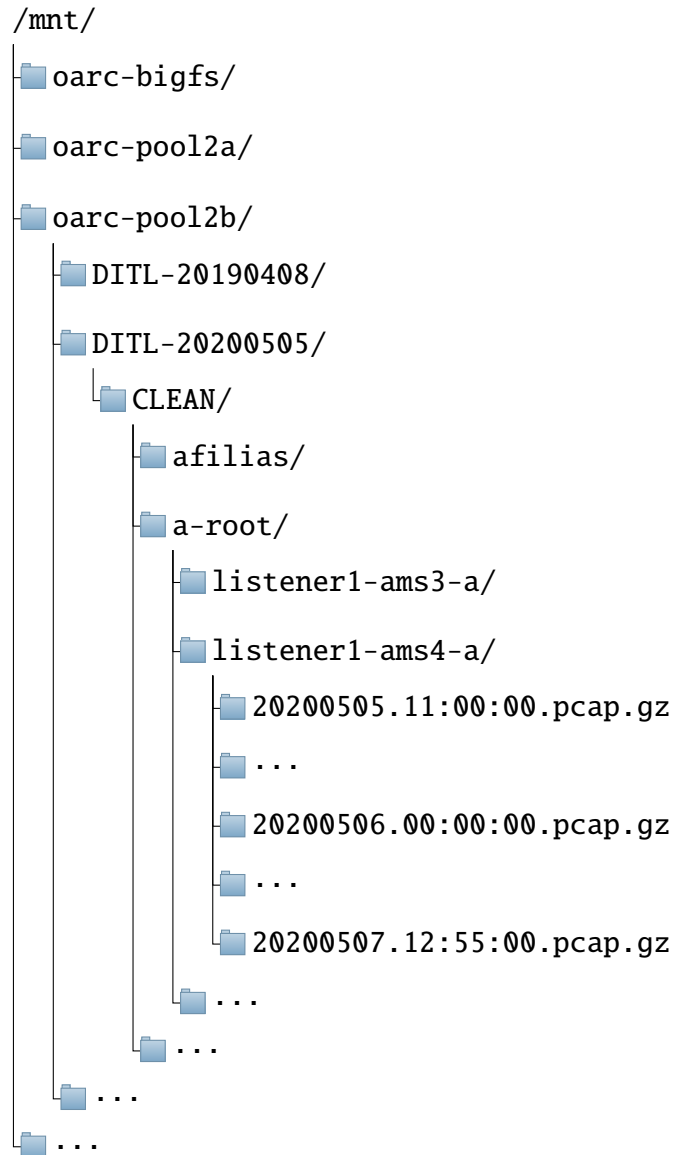 /mnt/
oarc-bigfs/
oarc-pool2a/
oarc-pool2b/
DITL-20190408/
DITL-20200505/
CLEAN/
afilias/
a-root/
listener1-ams3-a/
listener1-ams4-a/
20200505.11:00:00.pcap.gz
...
20200506.00:00:00.pcap.gz
...
20200507.12:55:00.pcap.gz
...
...
...
...